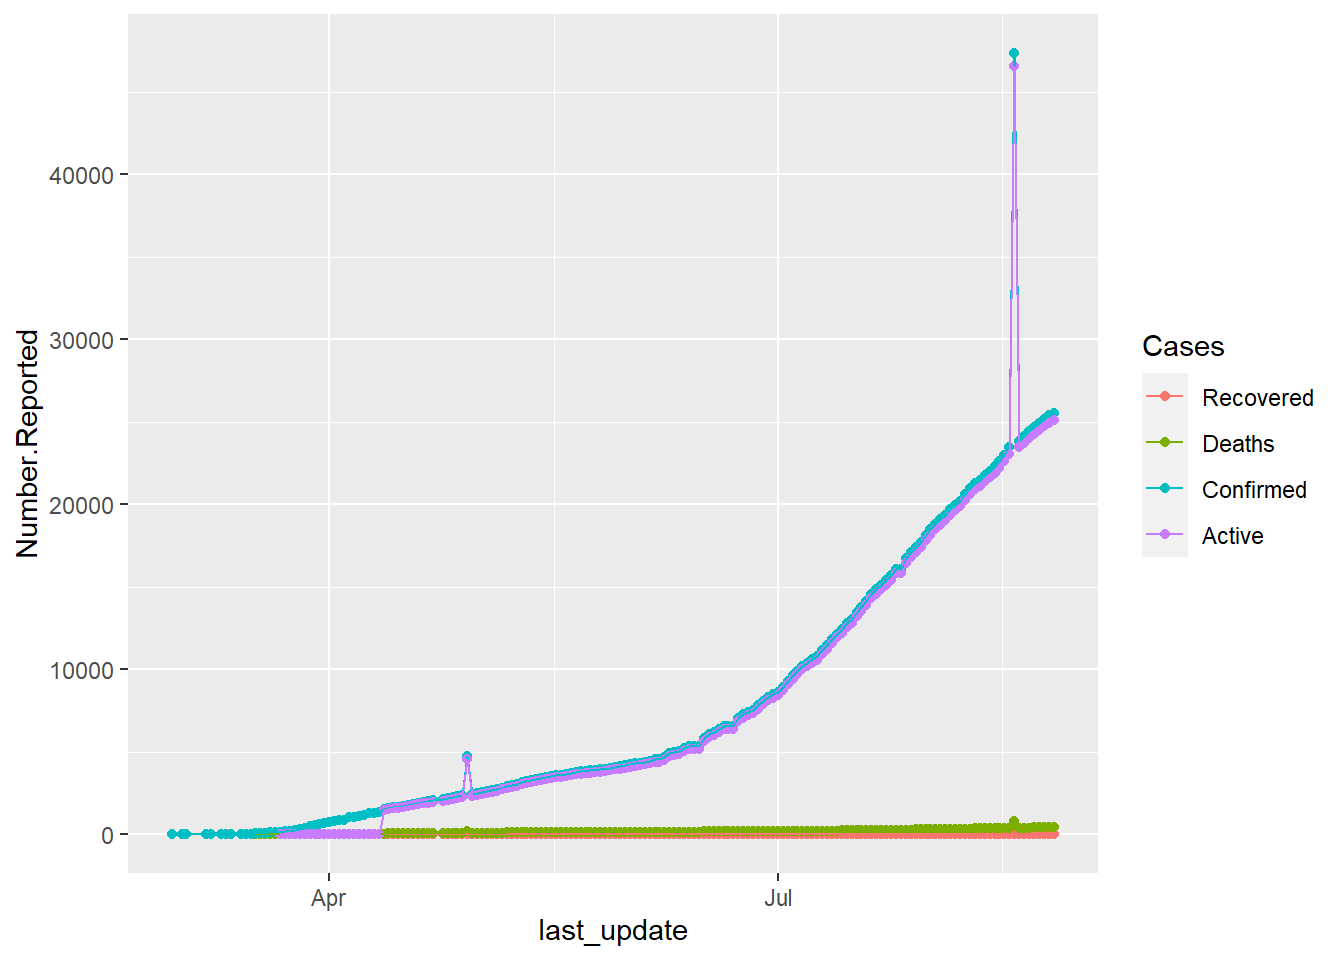 Number.Reported
40000
30000
20000
10000
0
Apr
Jul
last_update
Cases
Recovered
Deaths
Confirmed
Active